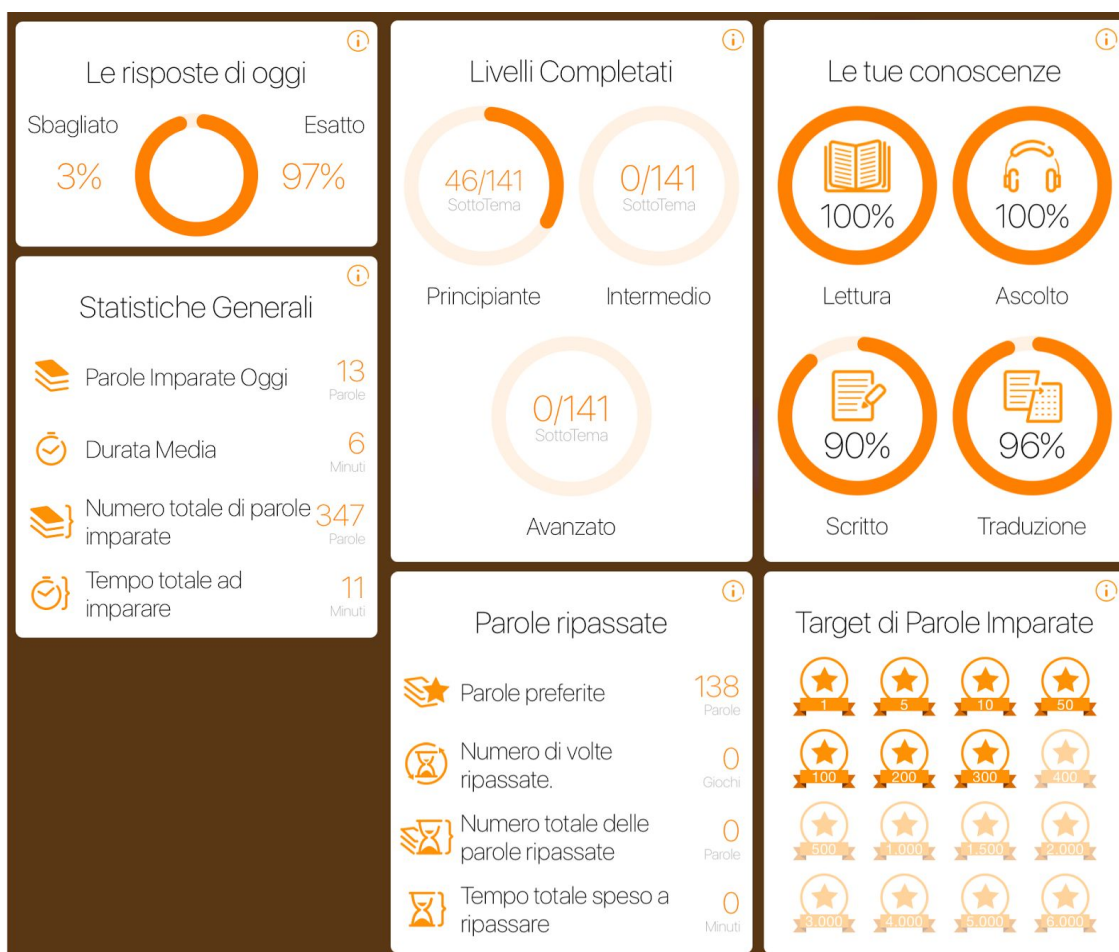 Le risposte di oggi
Sbagliato
Esatto
3%
97%
Statistiche Generali
Parole Imparate Oggi
13
Parole
Durata Media
6
Minuti
Numero totale di parole
imparate
347
Parole
Tempo totale ad
imparare
11
Minuti
Livelli Completati
46/141
SottoTema
0/141
SottoTema
Principiante
Intermedio
0/141
SottoTema
Avanzato
Le tue conoscenze
100%
100%
Lettura
Ascolto
90%
96%
Scritto
Traduzione
Parole ripassate
Parole preferite
138
Parole
Numero di volte
ripassate.
0
Giochi
Numero totale delle
parole ripassate
0
Parole
Tempo totale speso a
ripassare
0
Minuti
Target di Parole Imparate
1 5 10 50
100 200 300 400
500 1.000 1.500 2.000
3.000 4.000 5.000 6.000